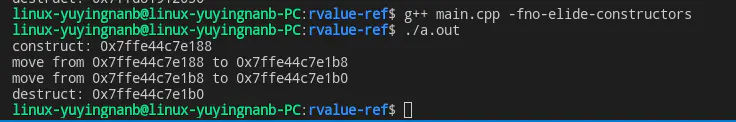 linux-yuyingnanb@linux-yuyingnanb-PC:rvalue-ref$ g++ main.cpp -fno-elide-constructors
linux-yuyingnanb@linux-yuyingnanb-PC:rvalue-ref$ ./a.out
construct: 0x7ffe44c7e188
move from 0x7ffe44c7e188 to 0x7ffe44c7e1b8
move from 0x7ffe44c7e1b8 to 0x7ffe44c7e1b0
destruct: 0x7ffe44c7e1b0
linux-yuyingnanb@linux-yuyingnanb-PC:rvalue-ref$